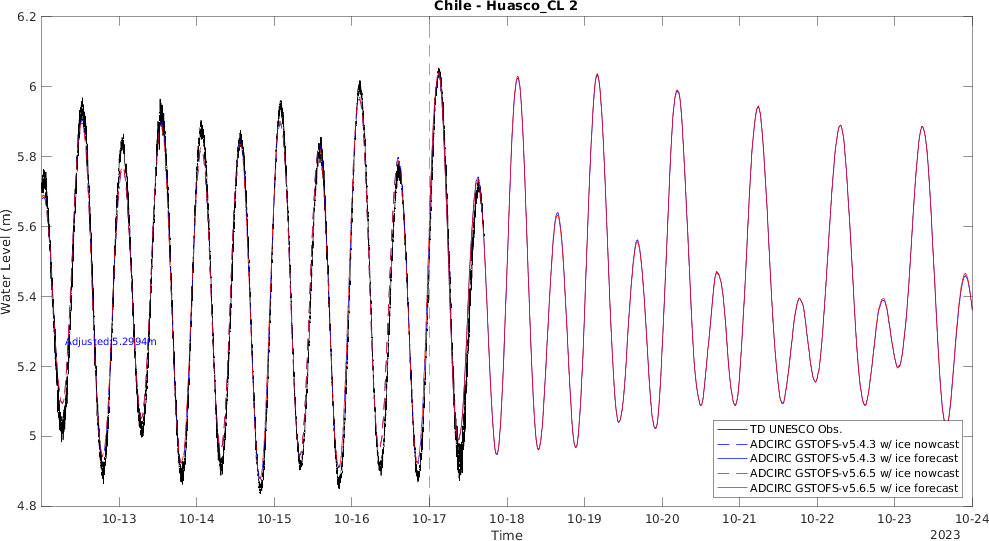 Chile - Huasco_CL 2
6.2
6
5.8
5.6
5.4
5.2
5
4.8
Water Level (m)
Adjusted:5.2994m
TD UNESCO Obs.
ADCIRC GSTOFS-v5.4.3 w/ ice nowcast
ADCIRC GSTOFS-v5.4.3 w/ ice forecast
ADCIRC GSTOFS-v5.6.5 w/ ice nowcast
ADCIRC GSTOFS-v5.6.5 w/ ice forecast
10-13 10-14 10-15 10-16 10-17 10-18 10-19 10-20 10-21 10-22 10-23 10-24
Time
2023